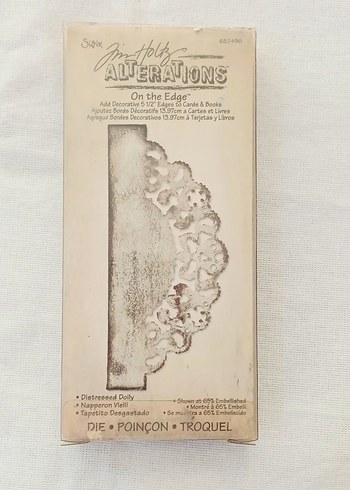 Sizzix
Tim Holtz
ALTERATIONS
On the Edge™
Add Decorative 5 1/2" Edges to Cards & Books
Ajoutez Bords Décoratifs 13.97cm a Cartes et Livres
Agregue Bordes Decorativos 13.97cm à Tarjetas y Libros
• Distressed Doily
• Napperon Vieilli
• Tapetito Desgastado
• Shown at 65% Embellished
• Montré à 65% Embelli
• Se muestra a 65% Embellecido
DIE • POINÇON • TROQUEL